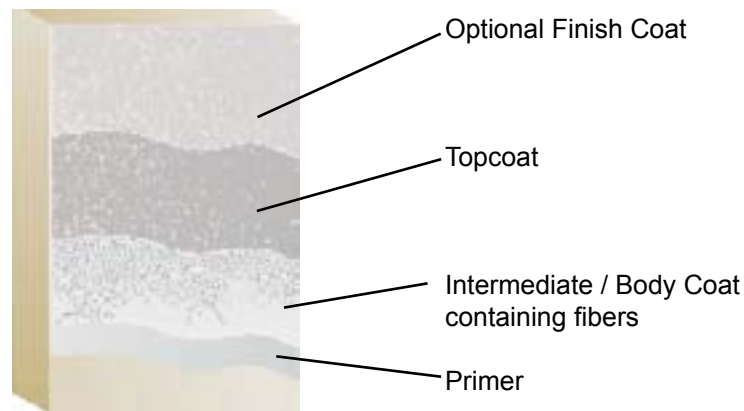 Optional Finish Coat
Topcoat
Intermediate / Body Coat
containing fibers
Primer